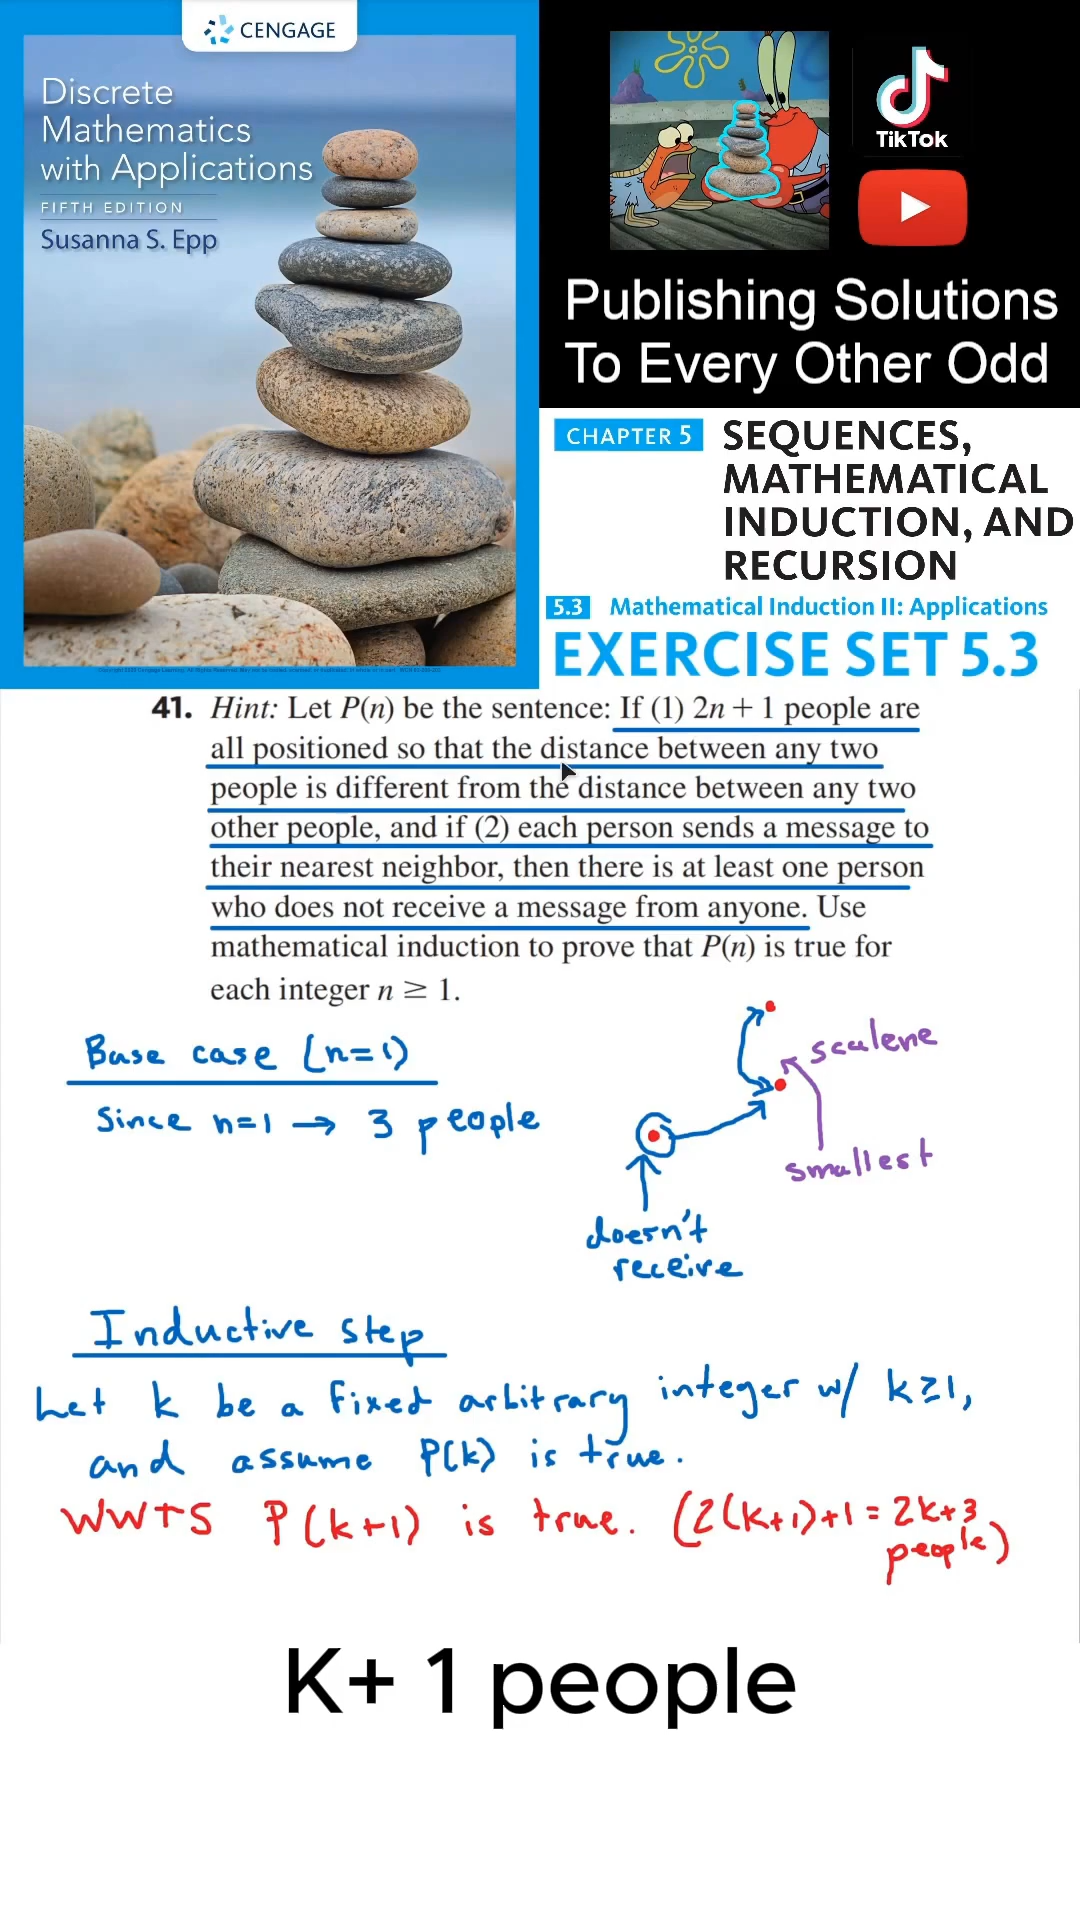 CENGAGE
Discrete
Mathematics
with Applications
FIFTH EDITION
Susanna S. Epp
TikTok
Publishing Solutions
To Every Other Odd
CHAPTER 5 SEQUENCES,
MATHEMATICAL
INDUCTION, AND
RECURSION
5.3 Mathematical Induction II: Applications
EXERCISE SET 5.3
41. Hint: Let P(n) be the sentence: If (1) 2n + 1 people are
all positioned so that the distance between any two
people is different from the distance between any two
other people, and if (2) each person sends a message to
their nearest neighbor, then there is at least one person
who does not receive a message from anyone. Use
mathematical induction to prove that P(n) is true for
each integer n ≥ 1.
Base case (n=1)
Since n=1 → 3 people
scalene
smallest
doesn't
receive
Inductive step
Let k be a fixed arbitrary integer w/ k≥1,
and assume P(k) is true.
WWTS P(k+1) is true. (2(k+1)+1 = 2k+3
people)
K+ 1 people